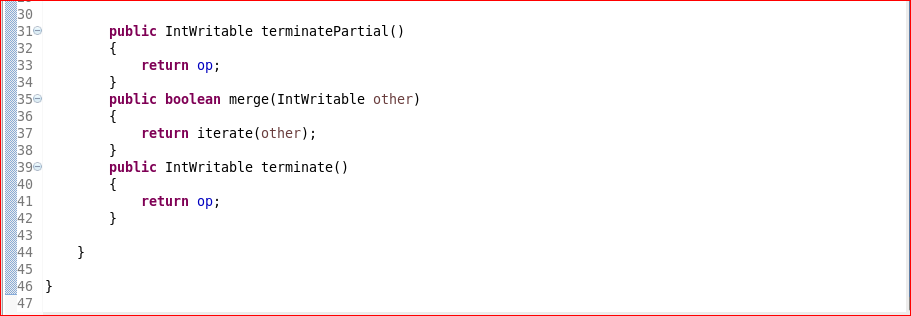 30
31 public IntWritable terminatePartial()
32 {
33 return op;
34 }
35 public boolean merge(IntWritable other)
36 {
37 return iterate(other);
38 }
39 public IntWritable terminate()
40 {
41 return op;
42 }
43
44 }
45
46 }
47